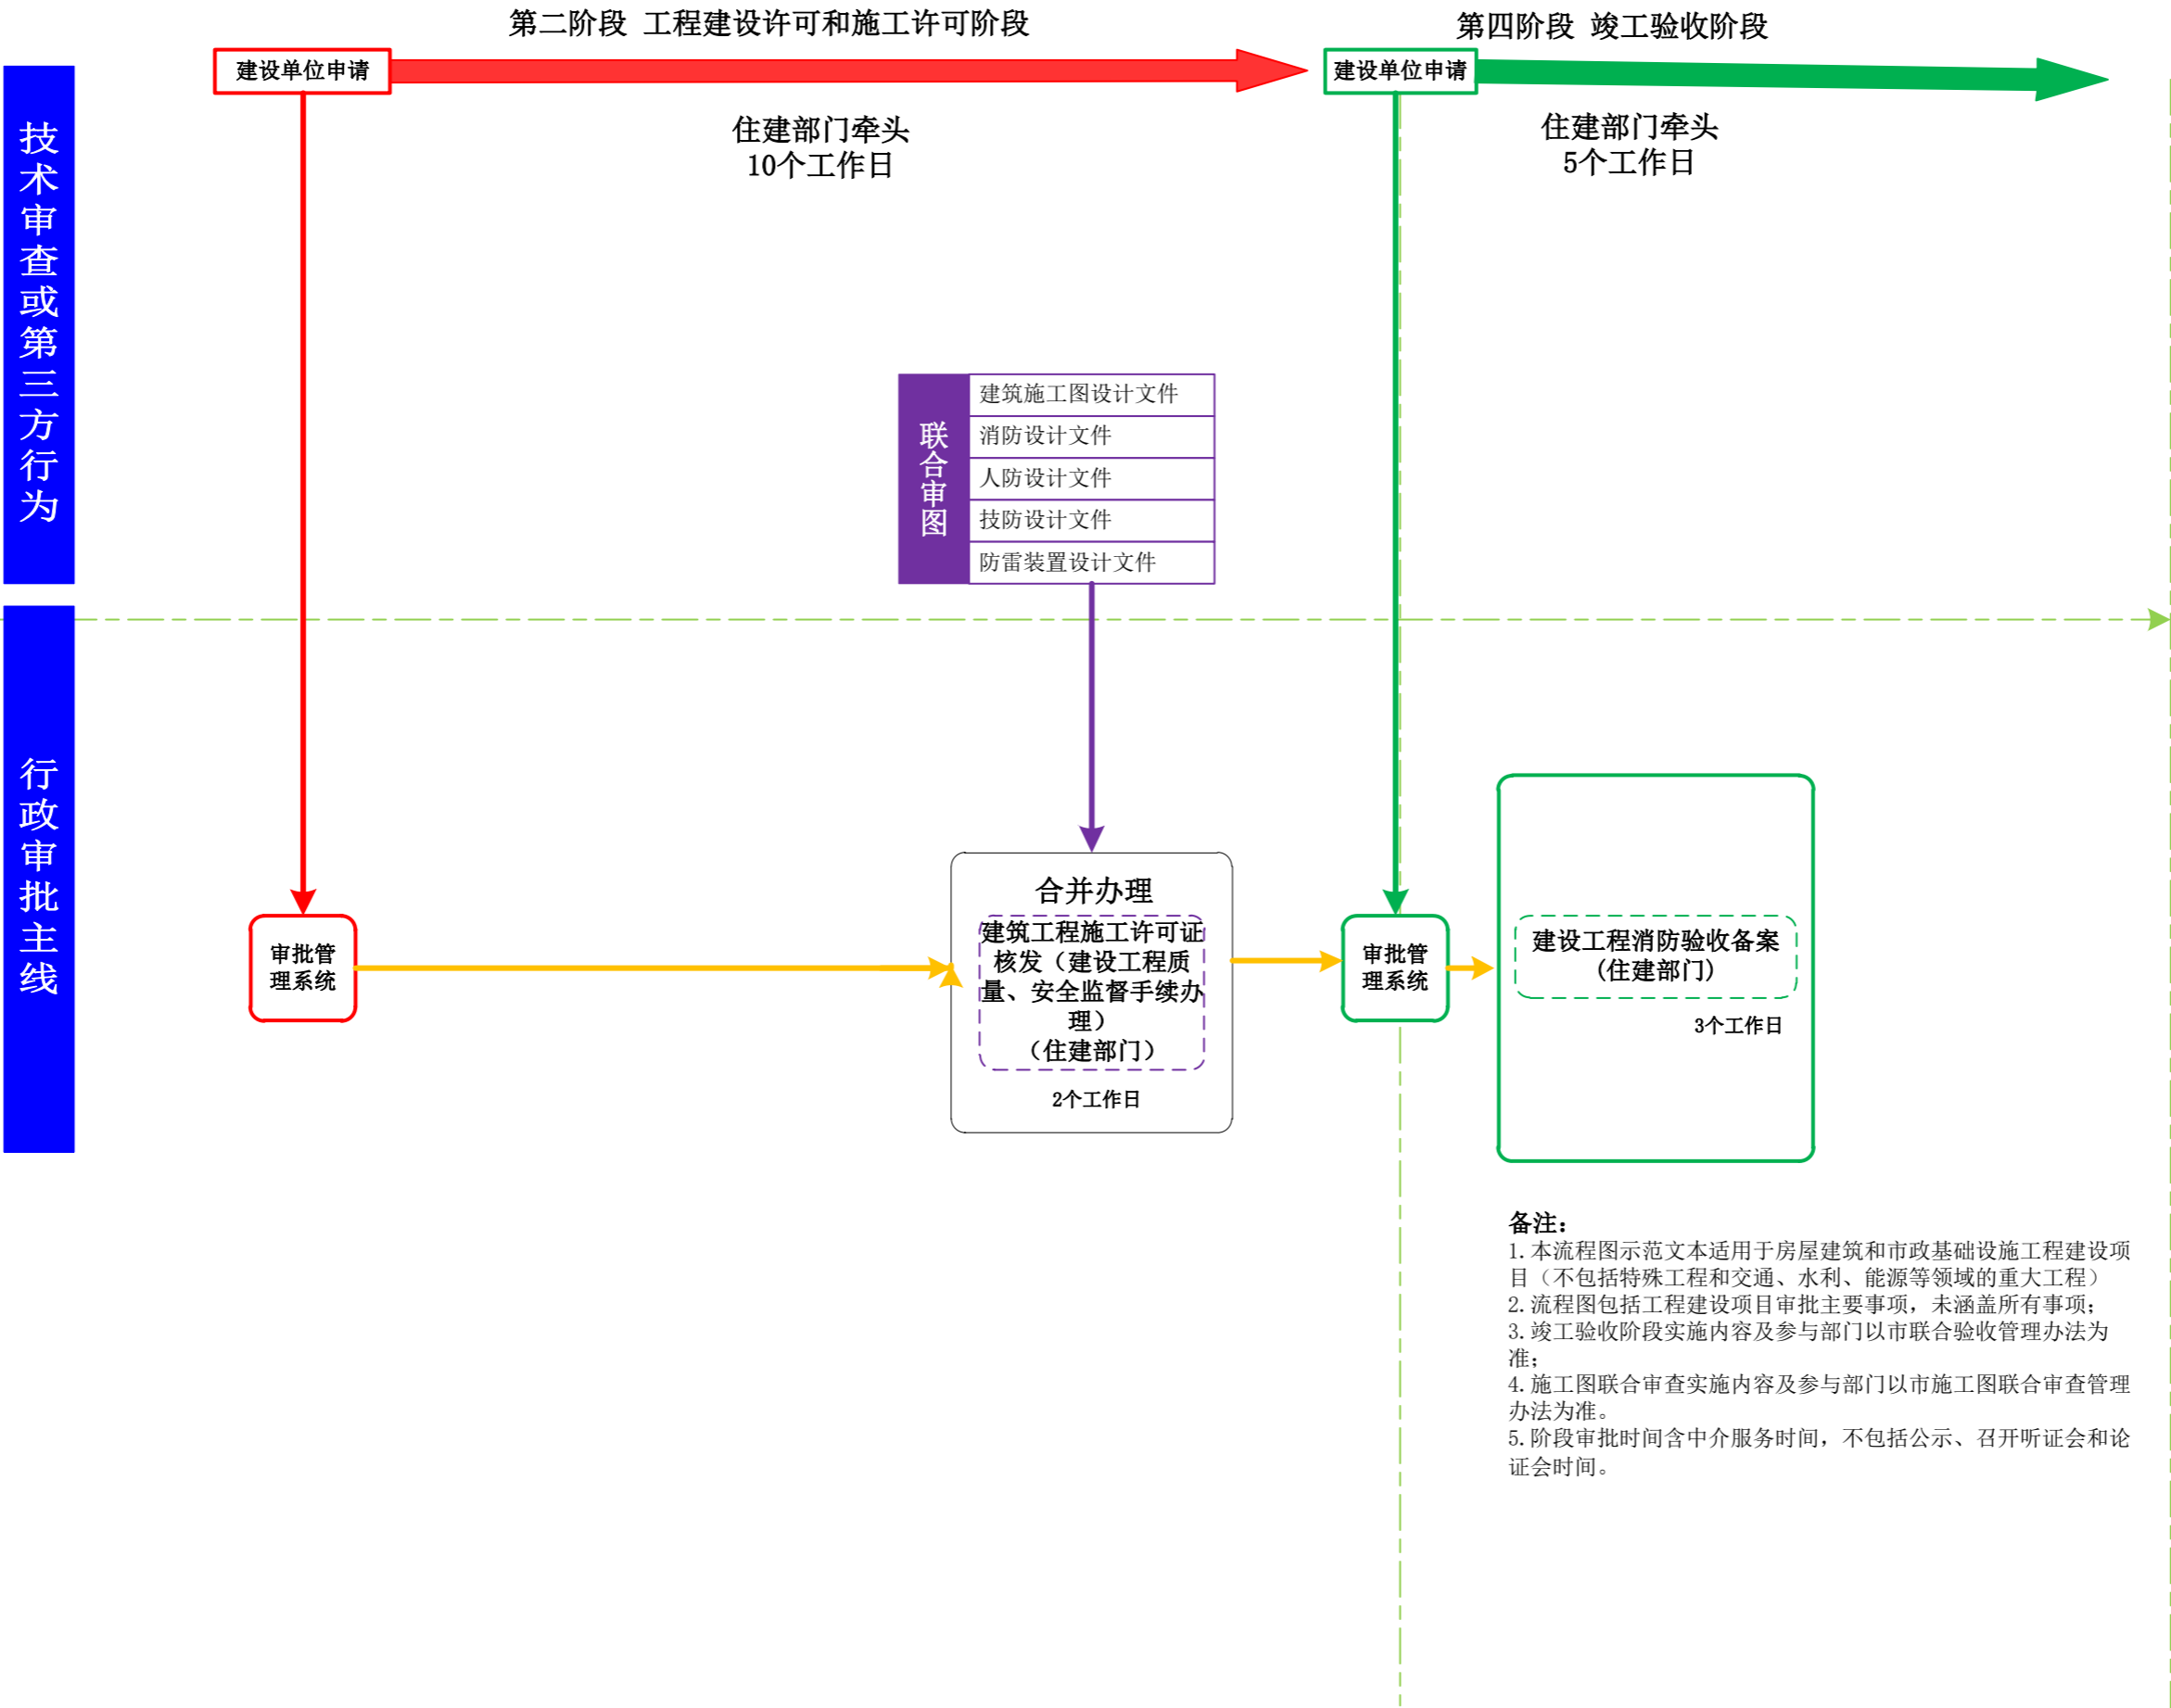 第二阶段 工程建设许可和施工许可阶段
第四阶段 竣工验收阶段
建设单位申请
建设单位申请
住建部门牵头
10个工作日
住建部门牵头
5个工作日
技术审查或第三方行为
联合审图
建筑施工图设计文件
消防设计文件
人防设计文件
技防设计文件
防雷装置设计文件
行政审批主线
审批管
理系统
合并办理
建筑工程施工许可证
核发（建设工程质
量、安全监督手续办
理）
（住建部门）
2个工作日
审批管
理系统
建设工程消防验收备案
(住建部门)
3个工作日
备注：
1.本流程图示范文本适用于房屋建筑和市政基础设施工程建设项
目（不包括特殊工程和交通、水利、能源等领域的重大工程）
2.流程图包括工程建设项目审批主要事项，未涵盖所有事项；
3.竣工验收阶段实施内容及参与部门以市联合验收管理办法为
准；
4.施工图联合审查实施内容及参与部门以市施工图联合审查管理
办法为准。
5.阶段审批时间含中介服务时间，不包括公示、召开听证会和论
证会时间。